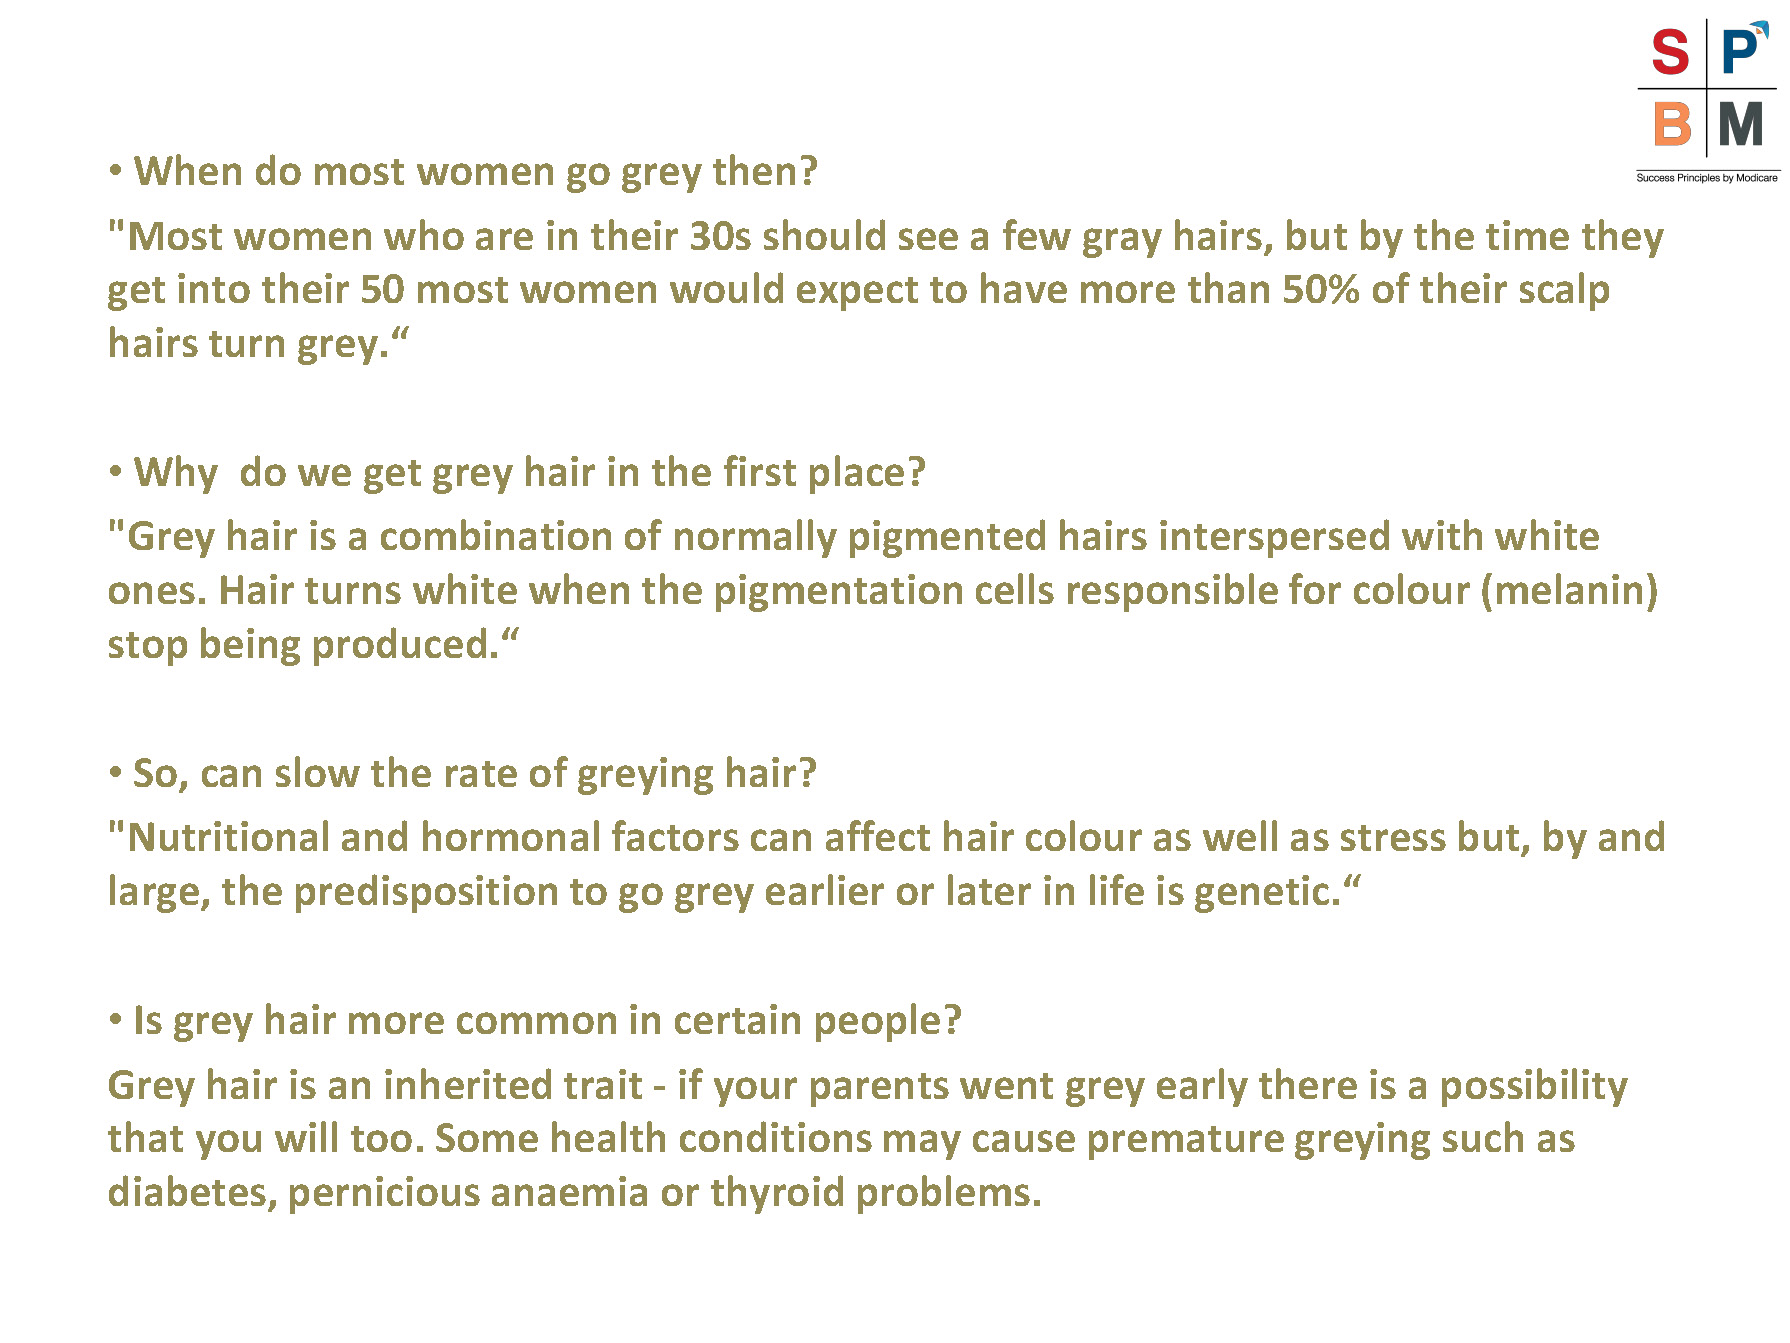 S P
B M
Success Principles by Modicare
• When do most women go grey then?
"Most women who are in their 30s should see a few gray hairs, but by the time they
get into their 50 most women would expect to have more than 50% of their scalp
hairs turn grey.“
• Why  do we get grey hair in the first place?
"Grey hair is a combination of normally pigmented hairs interspersed with white
ones. Hair turns white when the pigmentation cells responsible for colour (melanin)
stop being produced.“
• So, can slow the rate of greying hair?
"Nutritional and hormonal factors can affect hair colour as well as stress but, by and
large, the predisposition to go grey earlier or later in life is genetic.“
• Is grey hair more common in certain people?
Grey hair is an inherited trait - if your parents went grey early there is a possibility
that you will too. Some health conditions may cause premature greying such as
diabetes, pernicious anaemia or thyroid problems.